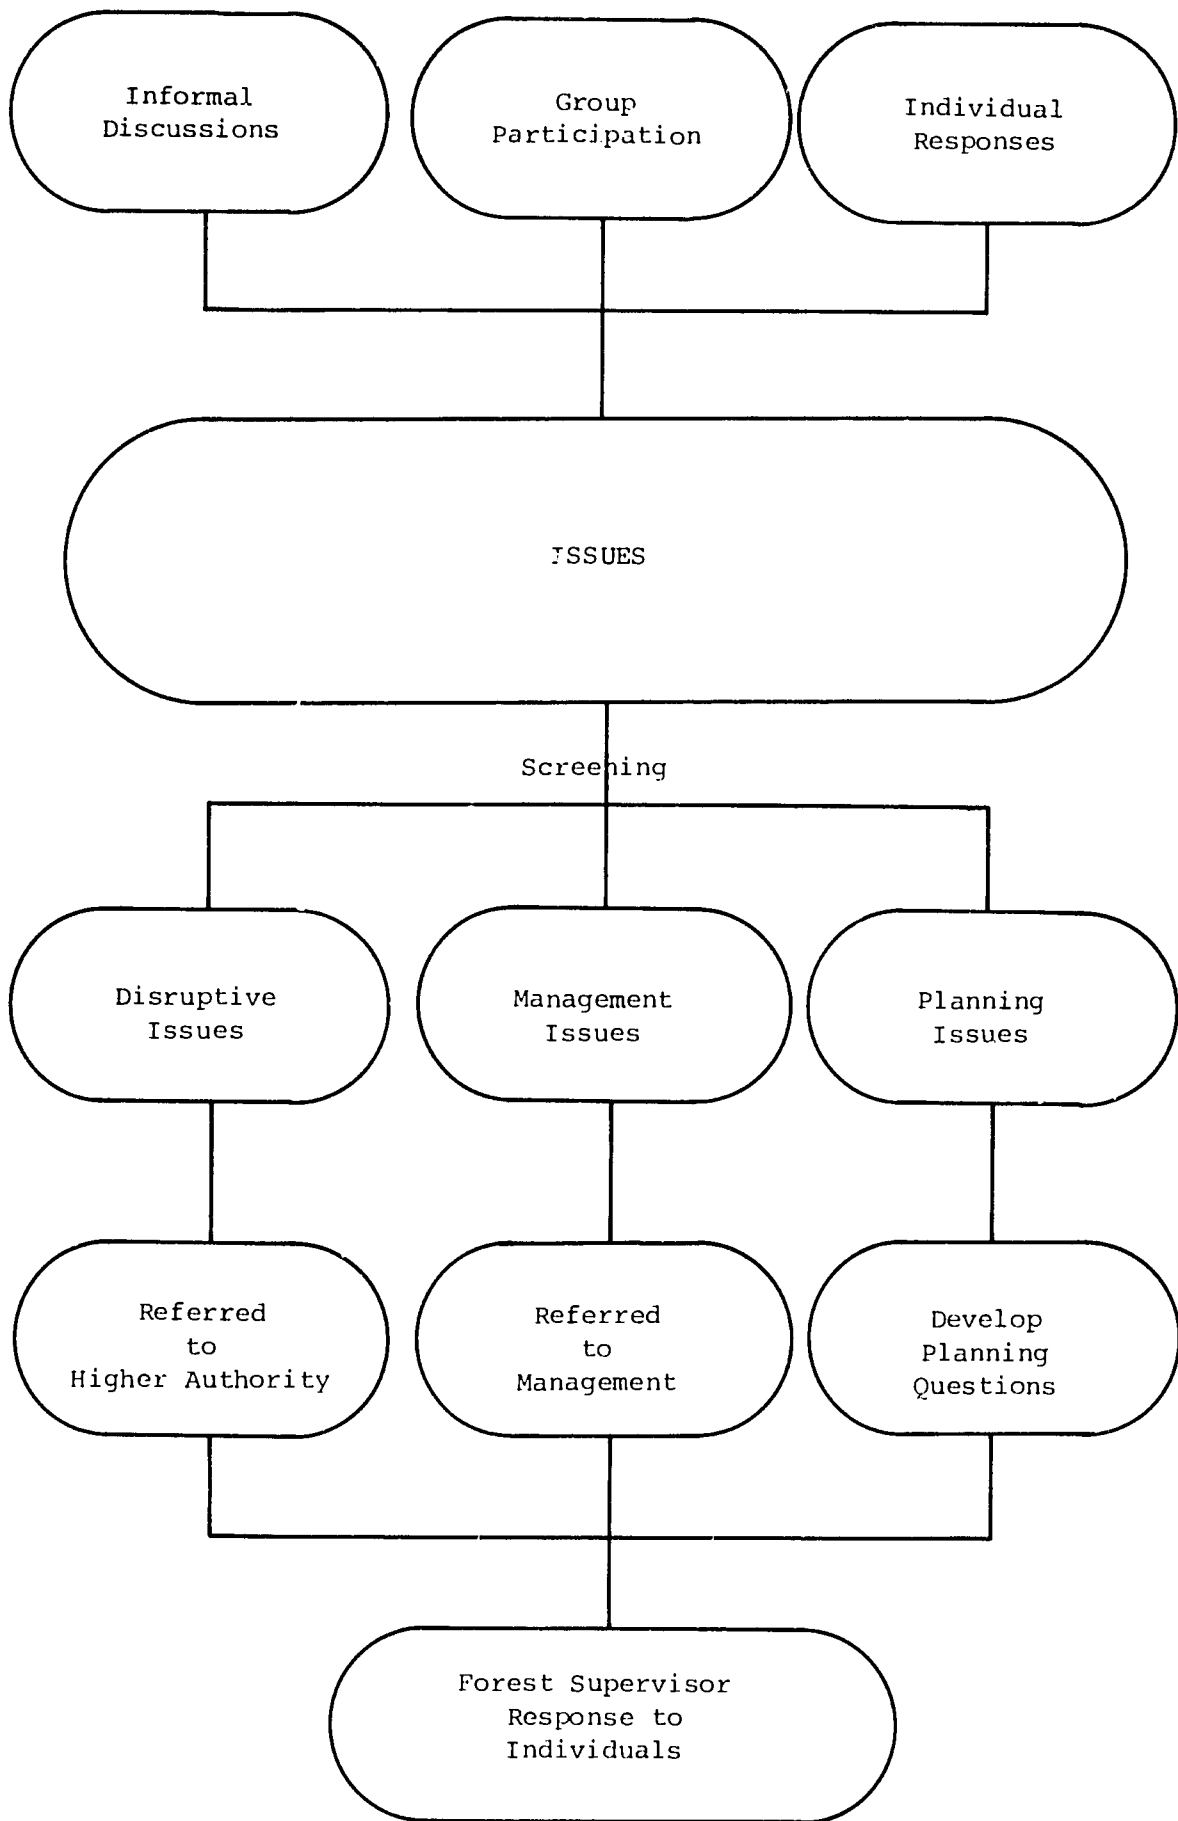 Informal
Discussions
Group
Participation
Individual
Responses
ISSUES
Screening
Disruptive
Issues
Management
Issues
Planning
Issues
Referred
to
Higher Authority
Referred
to
Management
Develop
Planning
Questions
Forest Supervisor
Response to
Individuals